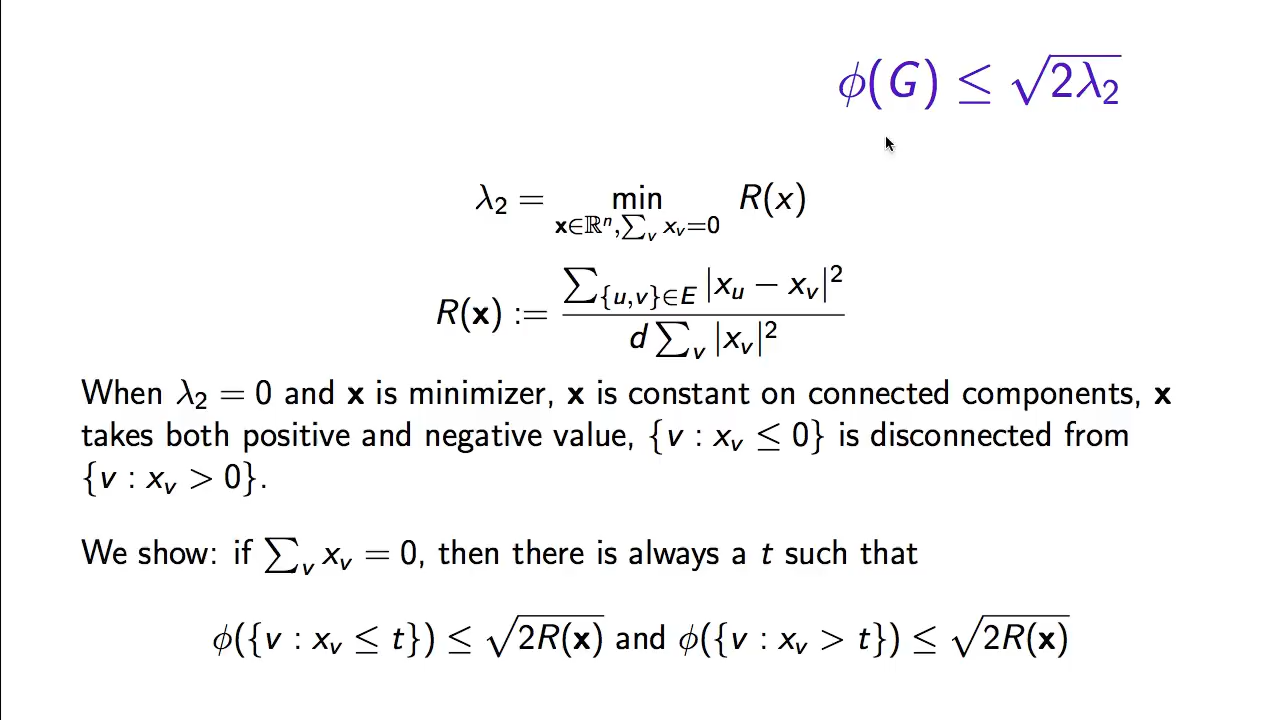 ϕ(G) ≤ √2λ₂
λ₂ = min R(x)
x∈ℝⁿ,∑ᵥ xᵥ=0
R(x) := ∑_{u,v}∈E |xᵤ − xᵥ|² / d ∑ᵥ |xᵥ|²
When λ₂ = 0 and x is minimizer, x is constant on connected components, x
takes both positive and negative value, {v : xᵥ ≤ 0} is disconnected from
{v : xᵥ > 0}.
We show: if ∑ᵥ xᵥ = 0, then there is always a t such that
ϕ({v : xᵥ ≤ t}) ≤ √2R(x) and ϕ({v : xᵥ > t}) ≤ √2R(x)